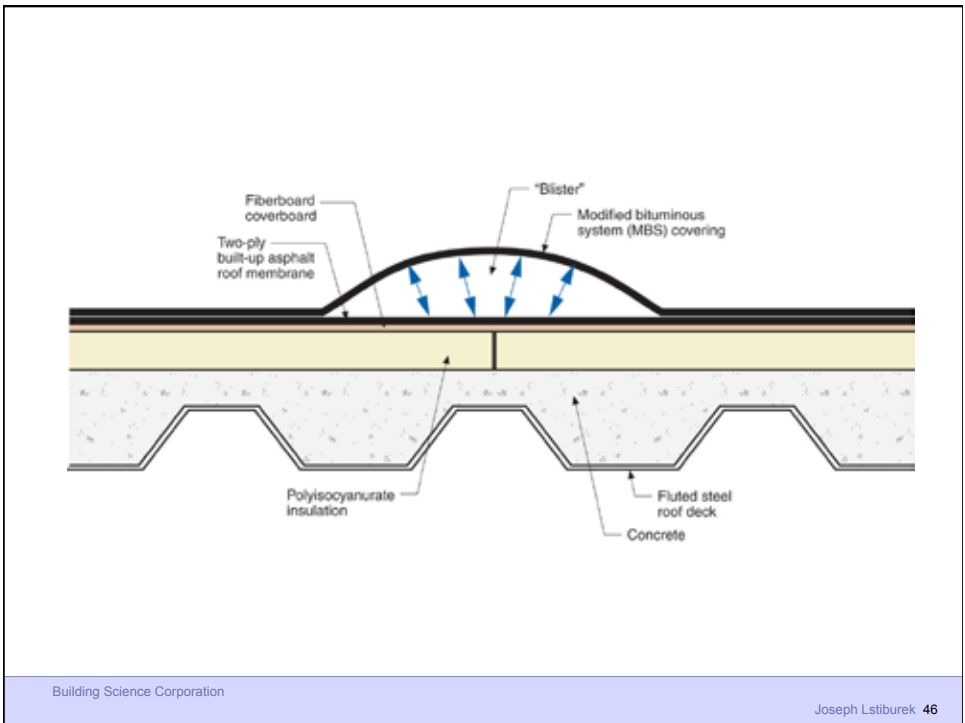 "Blister"
Fiberboard
coverboard
Modified bituminous
system (MBS) covering
Two-ply
built-up asphalt
roof membrane
Polyisocyanurate
insulation
Fluted steel
roof deck
Concrete
Building Science Corporation
Joseph Lstiburek 46